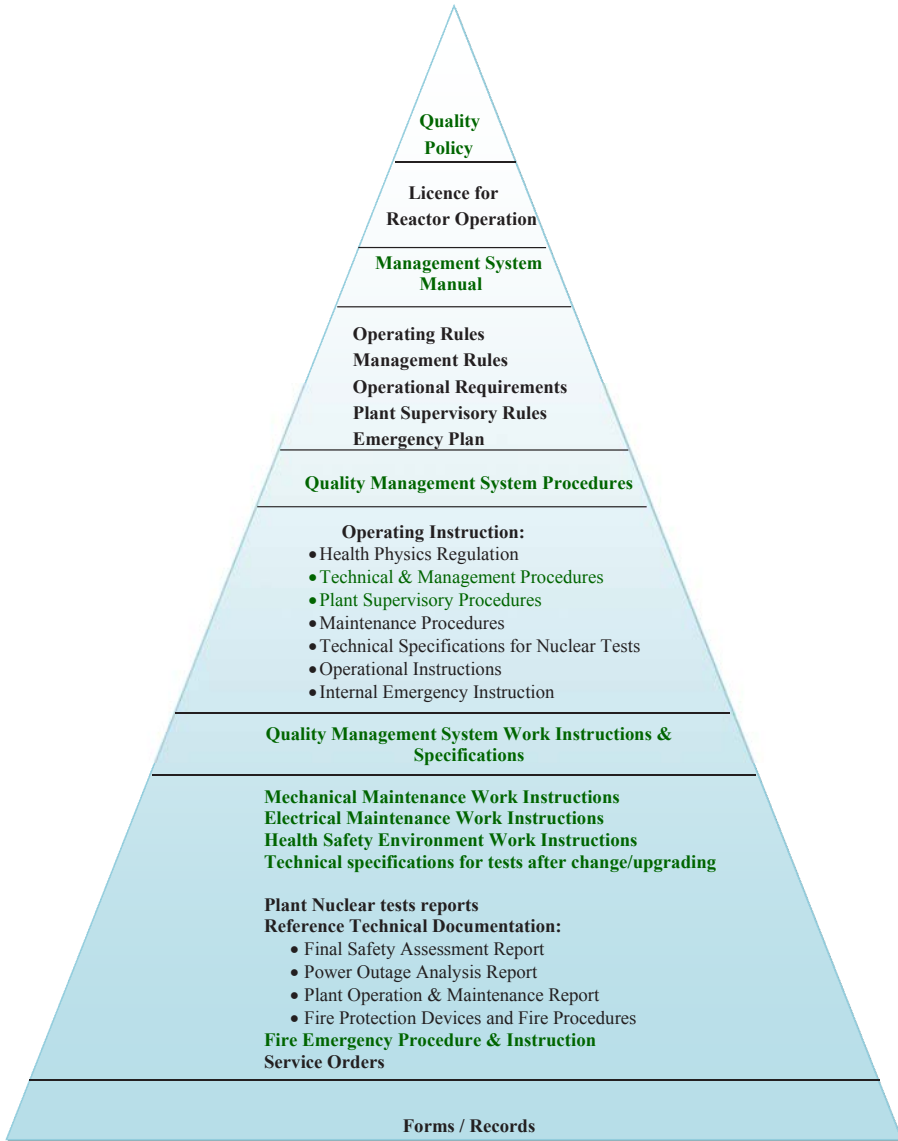 Quality
Policy
Licence for
Reactor Operation
Management System
Manual
Operating Rules
Management Rules
Operational Requirements
Plant Supervisory Rules
Emergency Plan
Quality Management System Procedures
Operating Instruction:
• Health Physics Regulation
• Technical & Management Procedures
• Plant Supervisory Procedures
• Maintenance Procedures
• Technical Specifications for Nuclear Tests
• Operational Instructions
• Internal Emergency Instruction
Quality Management System Work Instructions &
Specifications
Mechanical Maintenance Work Instructions
Electrical Maintenance Work Instructions
Health Safety Environment Work Instructions
Technical specifications for tests after change/upgrading
Plant Nuclear tests reports
Reference Technical Documentation:
• Final Safety Assessment Report
• Power Outage Analysis Report
• Plant Operation & Maintenance Report
• Fire Protection Devices and Fire Procedures
Fire Emergency Procedure & Instruction
Service Orders
Forms / Records